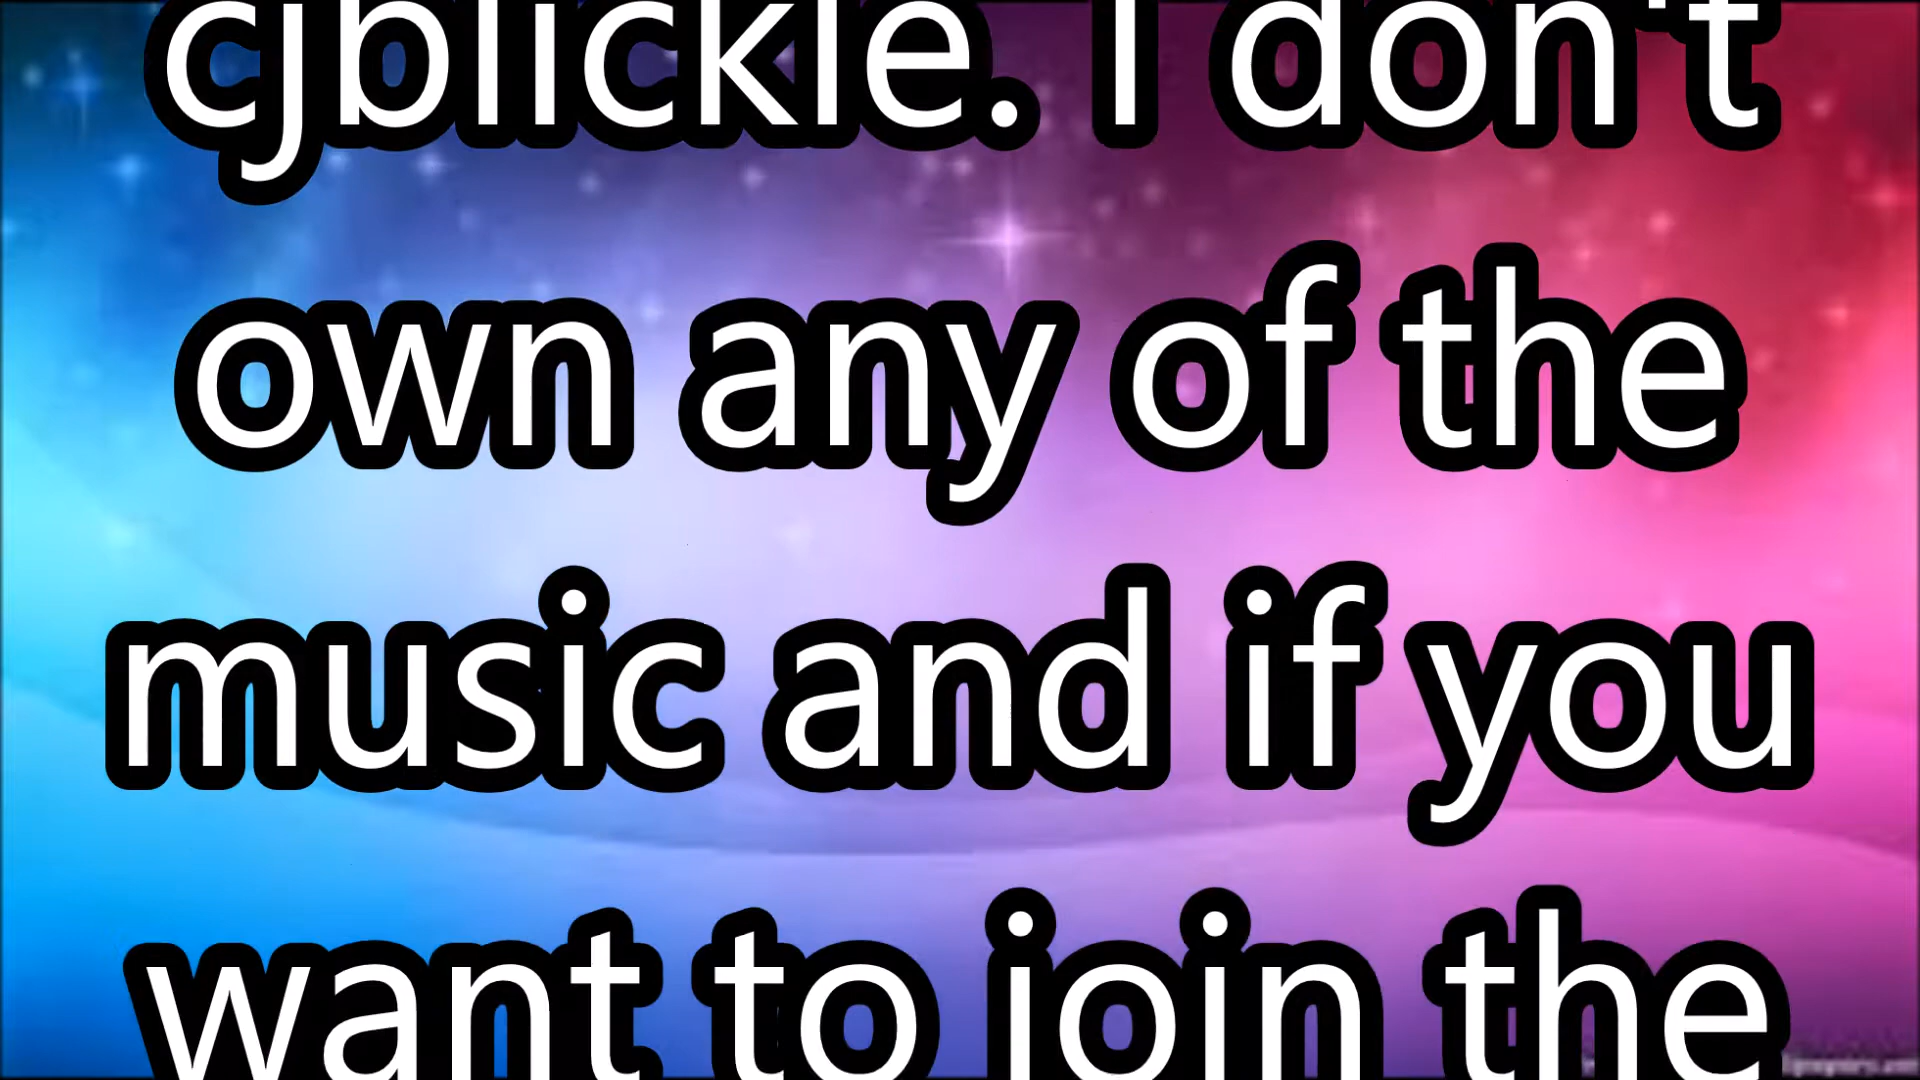 cjblickle. I don't
own any of the
music and if you
want to join the